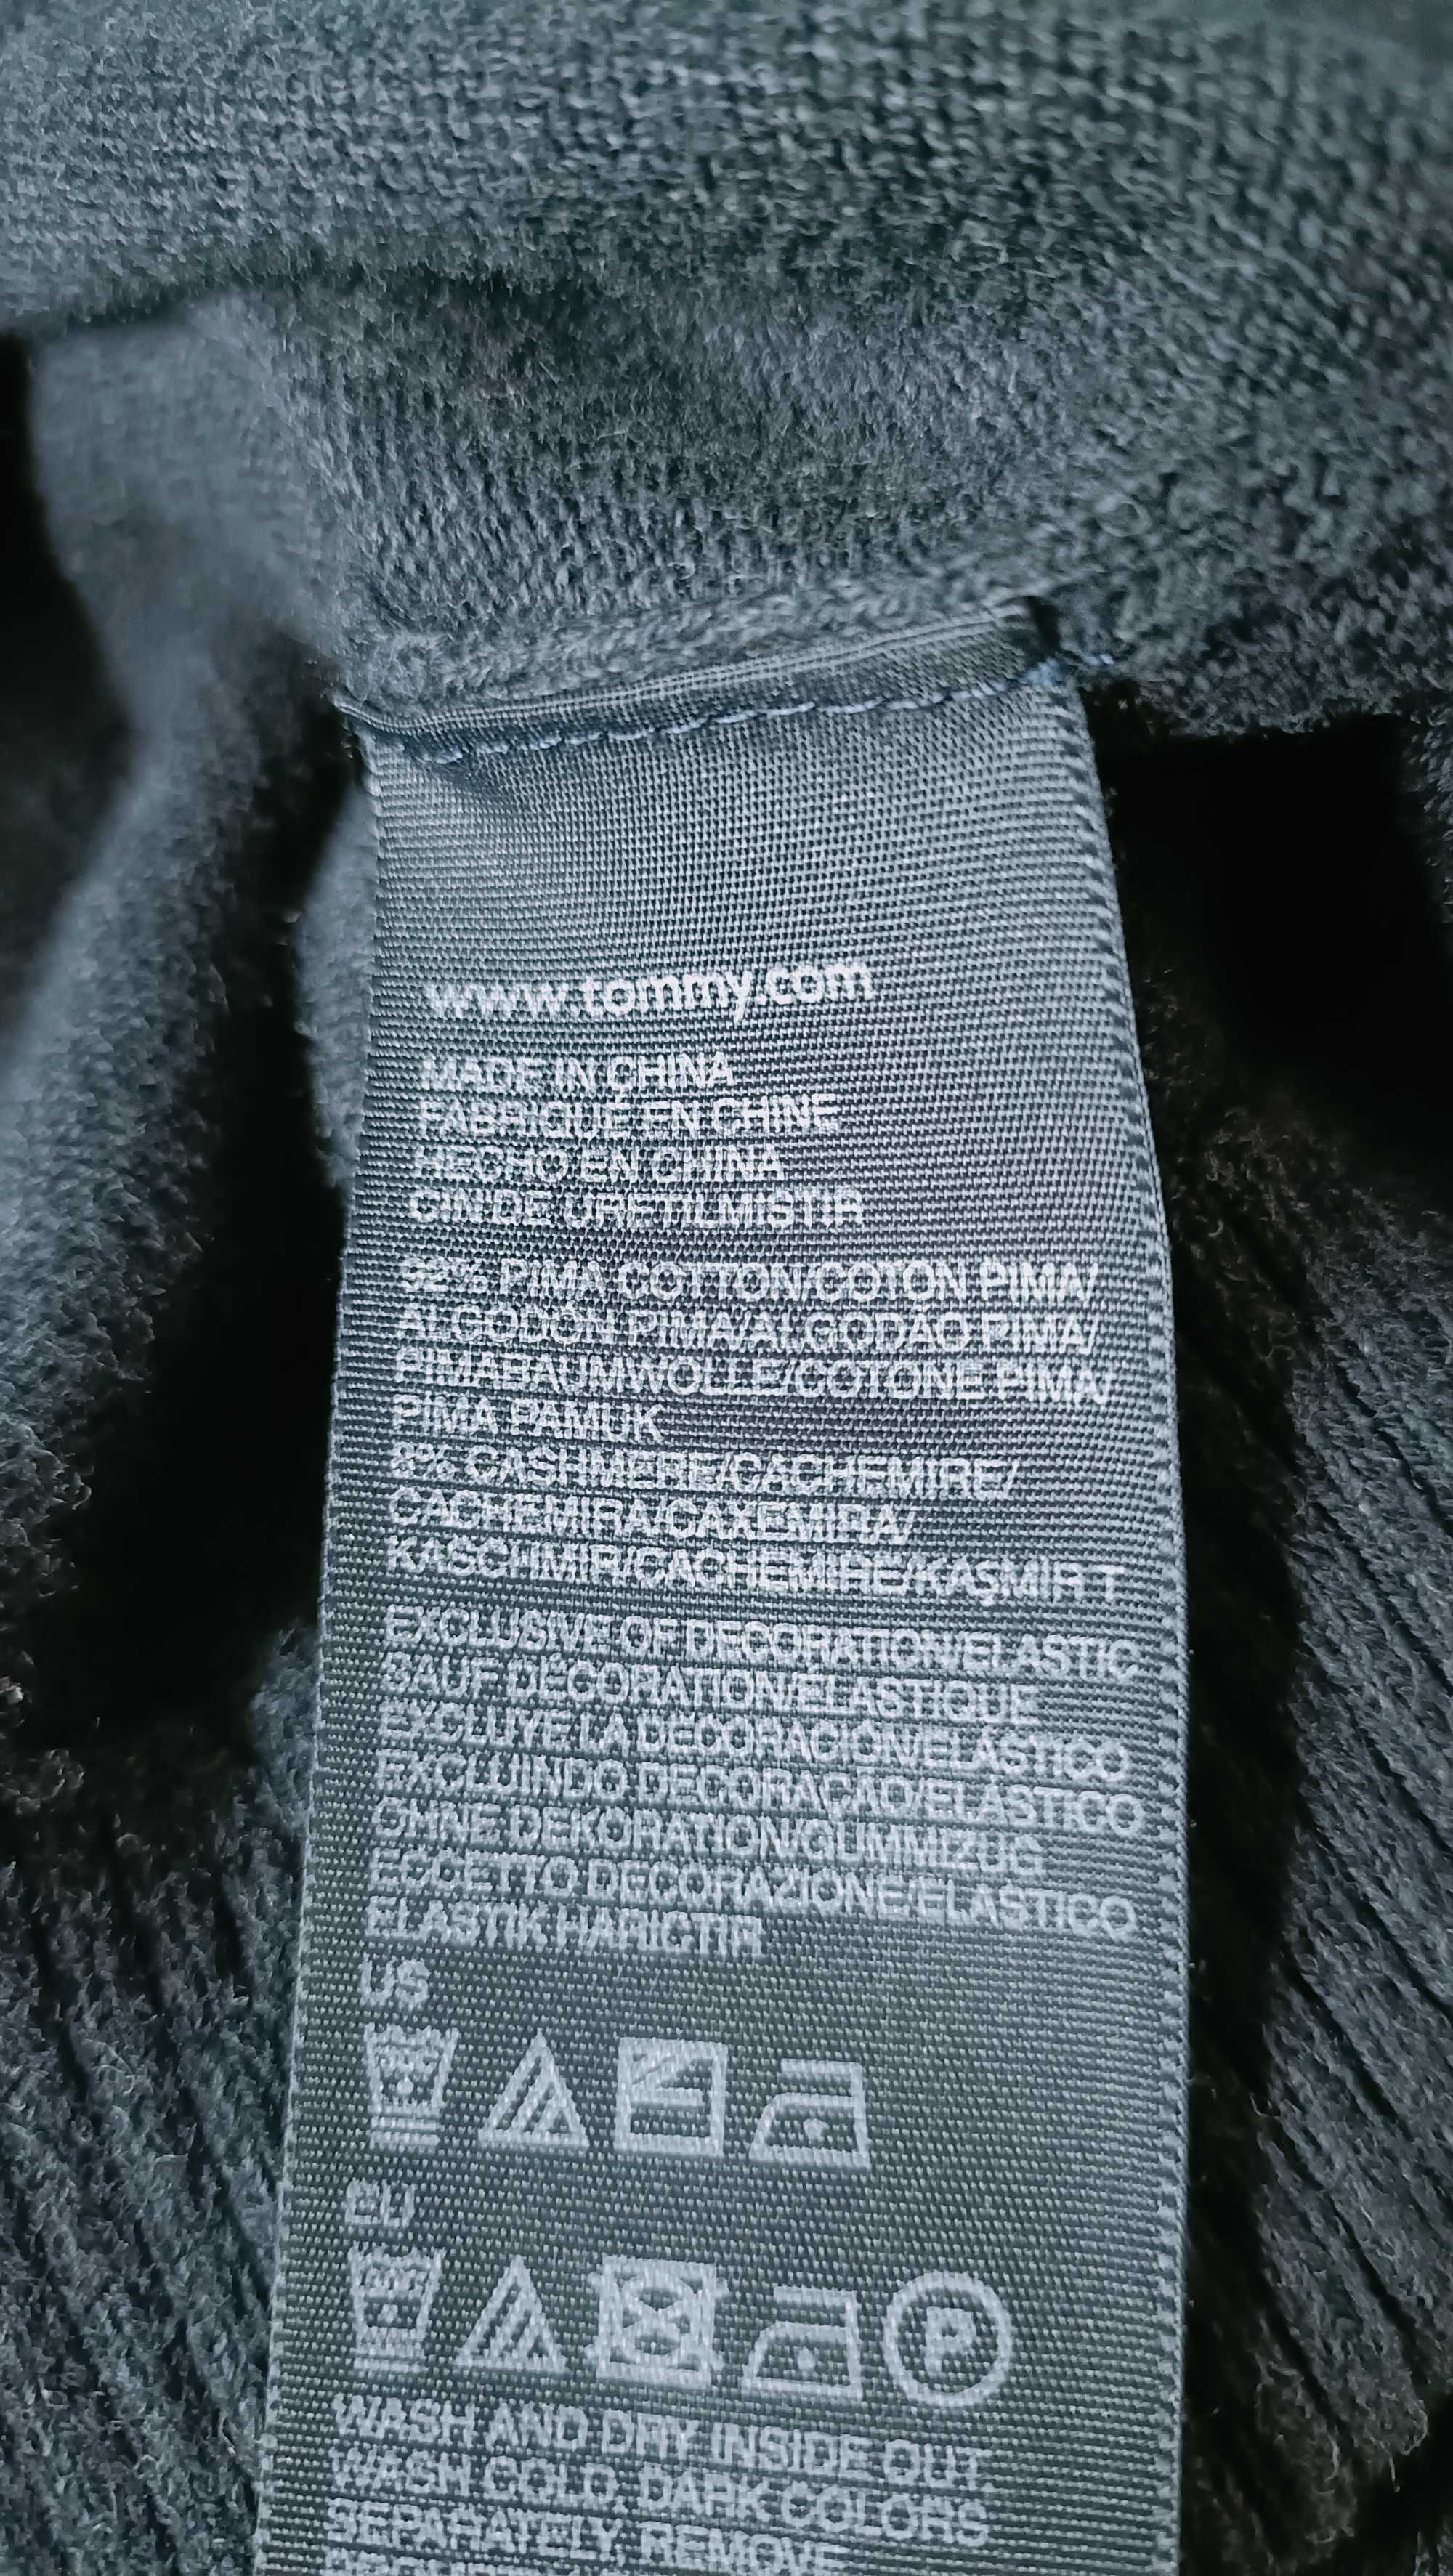 www.tommy.com
MADE IN CHINA
FABRIQUÉ EN CHINE
HECHO EN CHINA
ÇIN'DE ÜRETILMISTIR
92% PIMA COTTON/COTON PIMA/
ALGODÓN PIMA/ALGODÃO PIMA/
PIMABAUMWOLLE/COTONE PIMA/
PIMA PAMUK
8% CASHMERE/CACHEMIRE/
CACHEMIRA/CAXEMIRA/
KASCHMIR/CACHEMIRE/KAŞMIR T
EXCLUSIVE OF DECORATION/ELASTIC
SAUF DÉCORATION/ÉLASTIQUE
EXCLUYE LA DECORACIÓN/ELÁSTICO
EXCLUINDO DECORAÇÃO/ELÁSTICO
OHNE DEKORATION/GUMMIZUG
ECCETTO DECORAZIONE/ELASTICO
ELASTIK HARIÇTIR
US
EU
P
WASH AND DRY INSIDE OUT.
WASH COLD, DARK COLORS
SEPARATELY, REMOVE